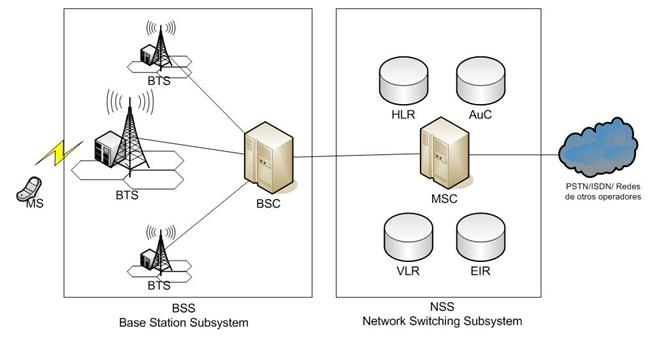 BTS
HLR
AuC
BTS
MS
BSC
MSC
PSTN/ISDN/ Redes
de otros operadores
BTS
VLR
EIR
BSS
Base Station Subsystem
NSS
Network Switching Subsystem